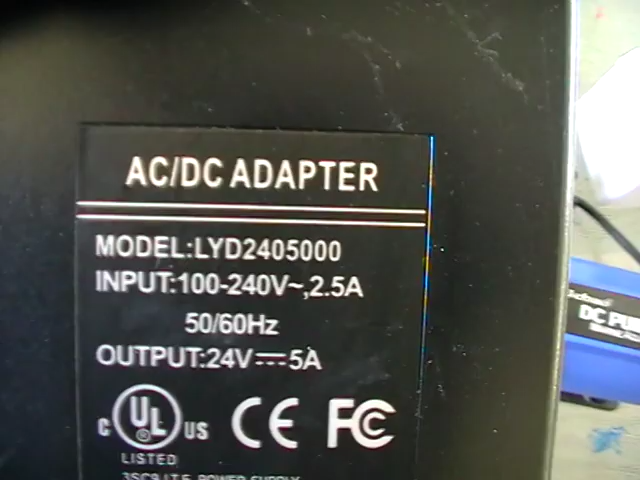 AC/DC ADAPTER
MODEL:LYD2405000
INPUT:100-240V~,2.5A
50/60Hz
OUTPUT:24V⎓5A
C UL US CE FC
®
LISTED
3SC9 I.T.E. POWER SUPPLY
DC